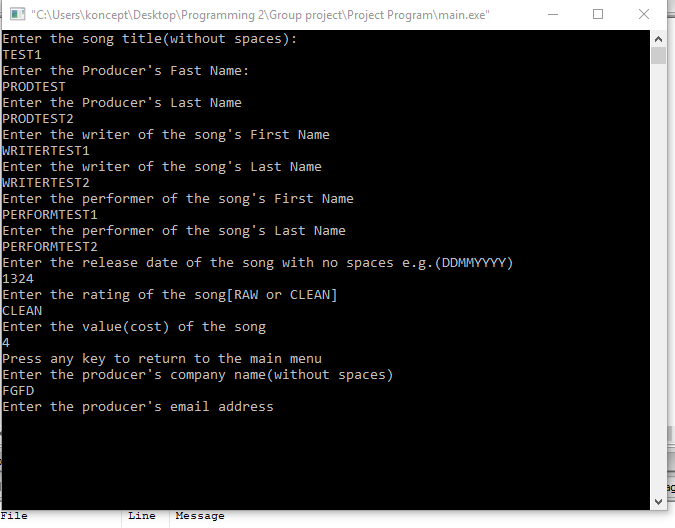 "C:\Users\koncept\Desktop\Programming 2\Group project\Project Program\main.exe"
Enter the song title(without spaces):
TEST1
Enter the Producer's Fast Name:
PRODTEST
Enter the Producer's Last Name
PRODTEST2
Enter the writer of the song's First Name
WRITERTEST1
Enter the writer of the song's Last Name
WRITERTEST2
Enter the performer of the song's First Name
PERFORMTEST1
Enter the performer of the song's Last Name
PERFORMTEST2
Enter the release date of the song with no spaces e.g.(DDMMYYYY)
1324
Enter the rating of the song[RAW or CLEAN]
CLEAN
Enter the value(cost) of the song
4
Press any key to return to the main menu
Enter the producer's company name(without spaces)
FGFD
Enter the producer's email address
File Line Message